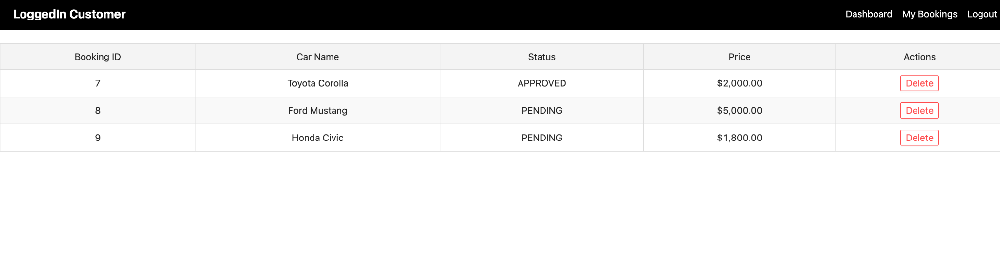 LoggedIn Customer Dashboard My Bookings Logout
Booking ID Car Name Status Price Actions
7 Toyota Corolla APPROVED $2,000.00 Delete
8 Ford Mustang PENDING $5,000.00 Delete
9 Honda Civic PENDING $1,800.00 Delete